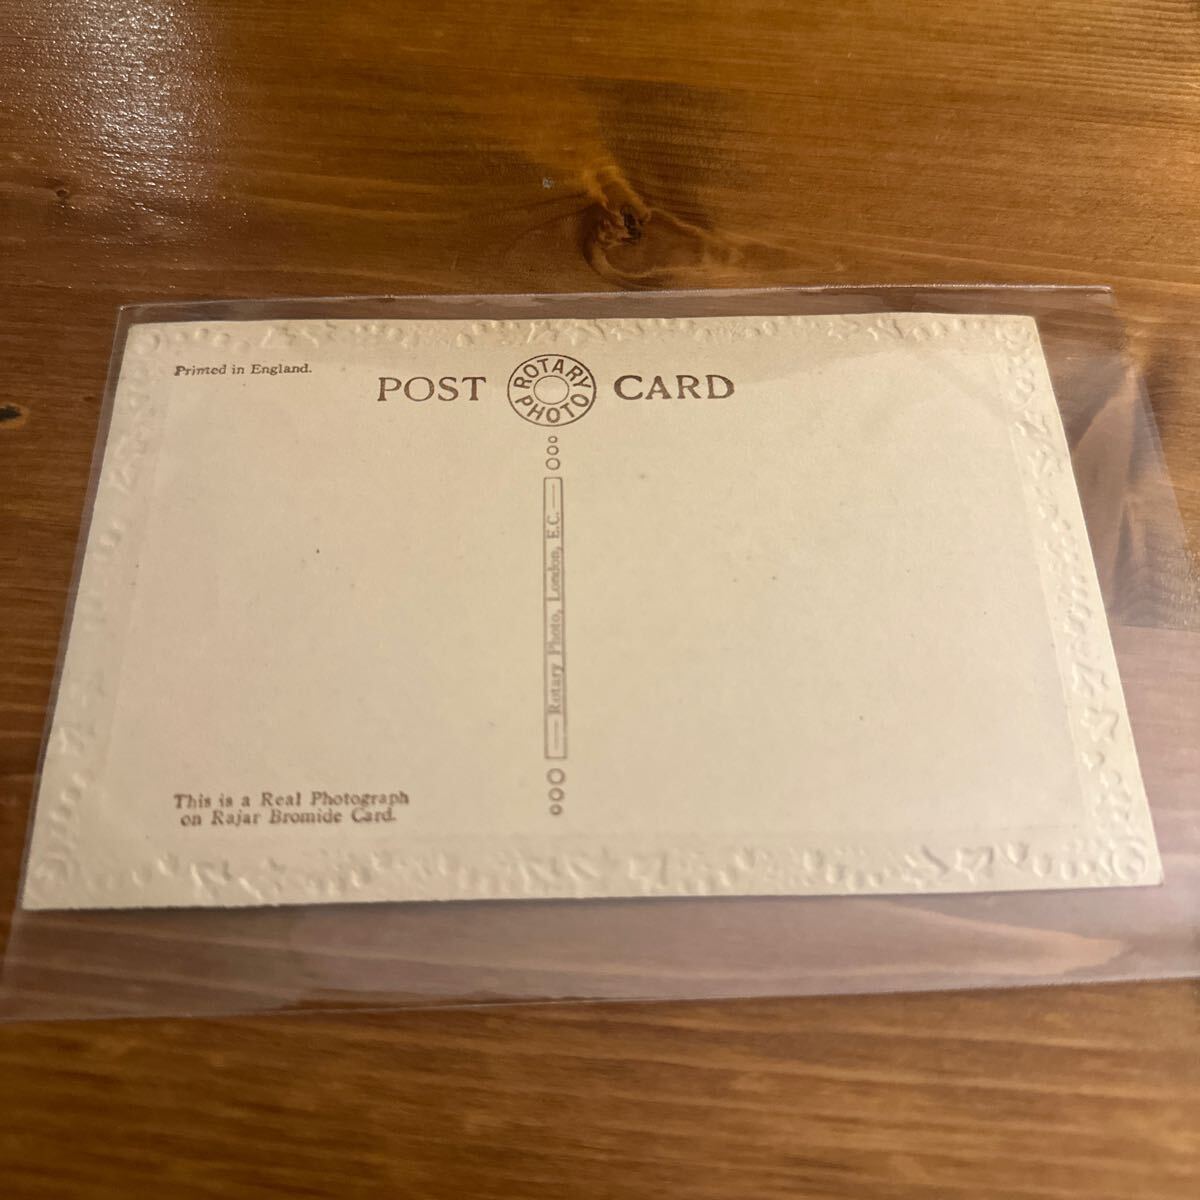 Printed in England.
POST ROTARY PHOTO CARD
Rotary Photo, London, E.C.
This is a Real Photograph
on Rajar Bromide Card.